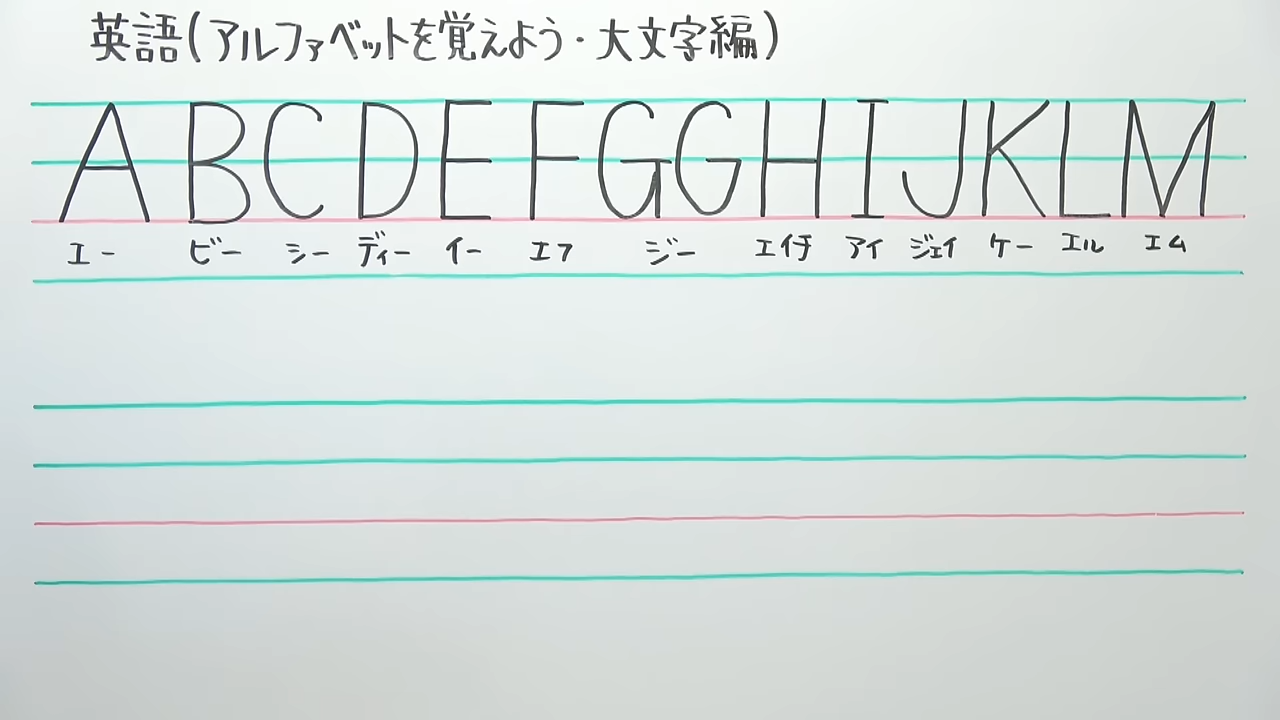 英語(アルファベットを覚えよう・大文字編)
A B C D E F G G H I J K L M
エー ビー シー ディー イー エフ ジー エイチ アイ ジェイ ケー エル エム